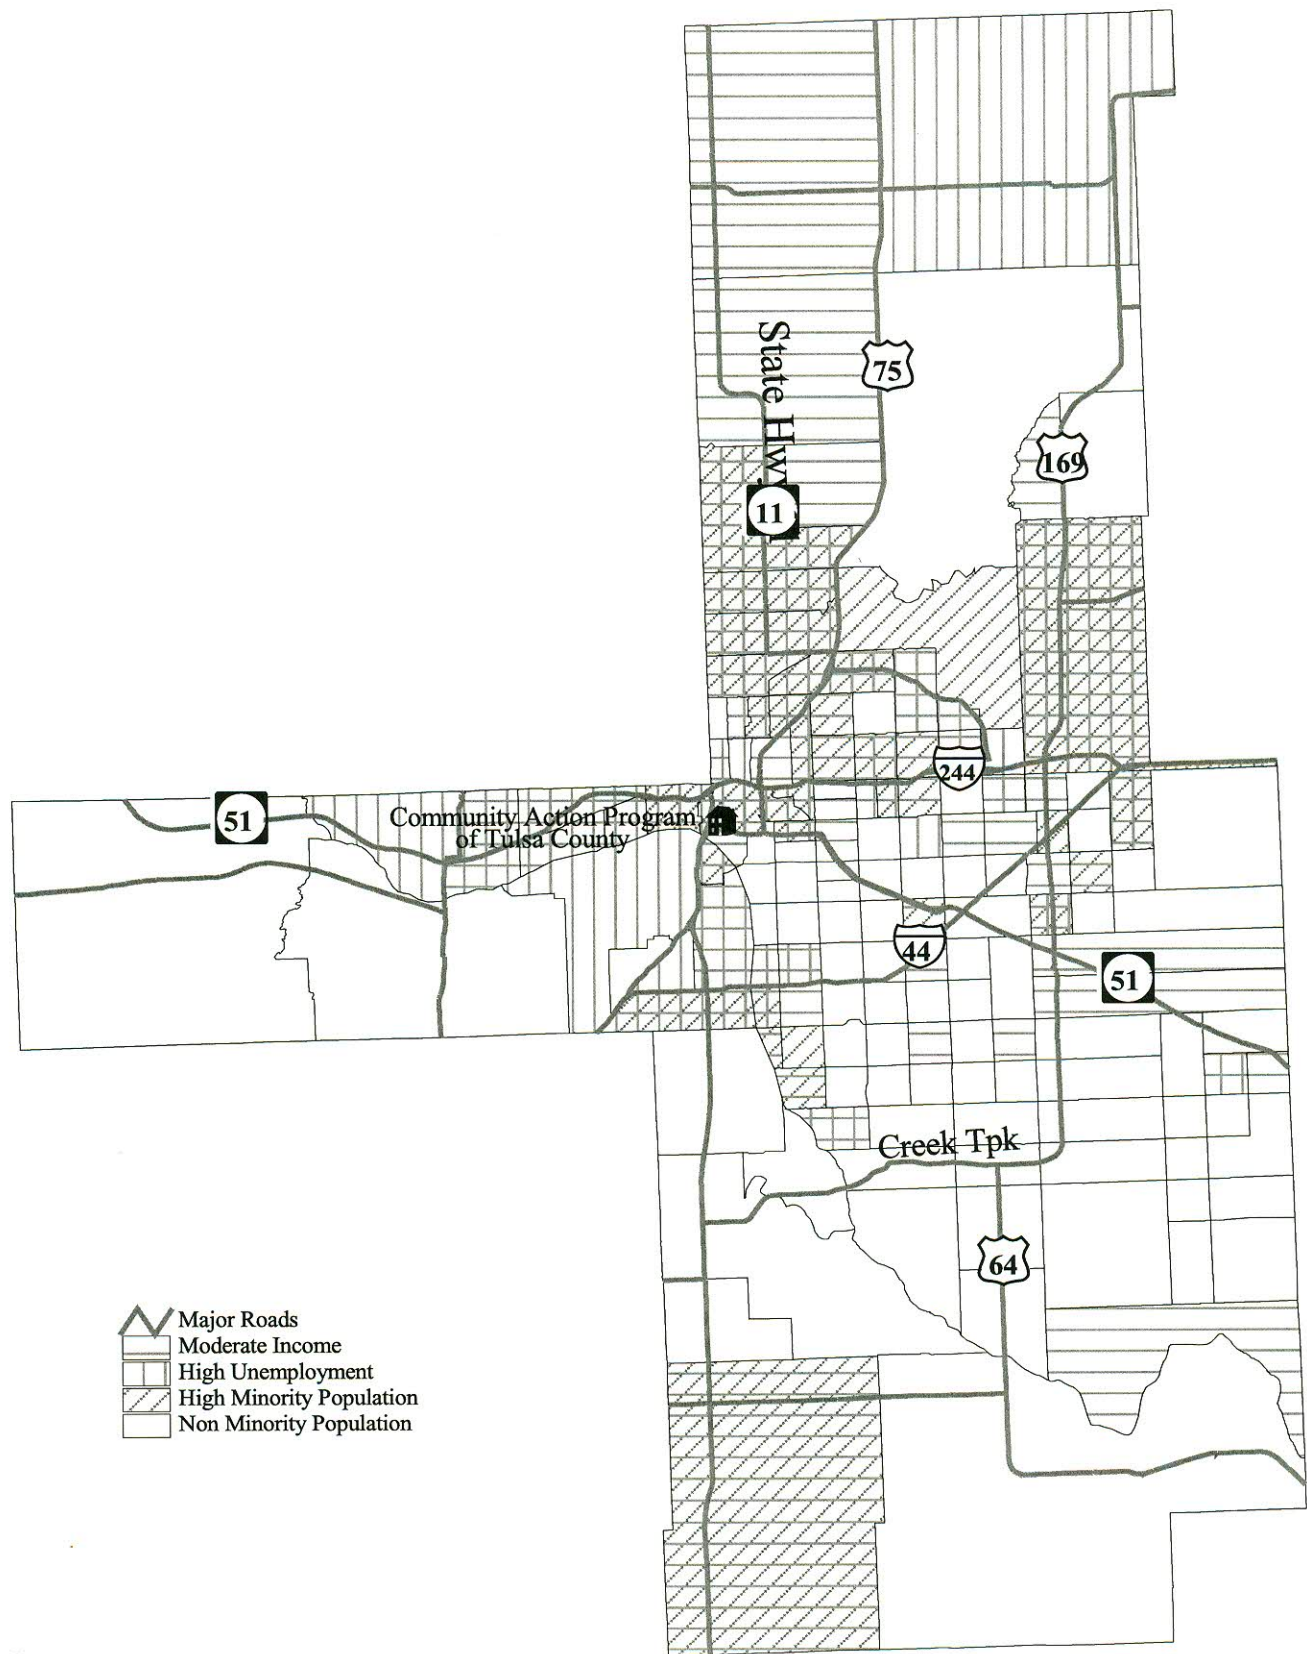 State Hwy
75
169
11
244
51
Community Action Program
of Tulsa County
44
51
Creek Tpk
64
Major Roads
Moderate Income
High Unemployment
High Minority Population
Non Minority Population